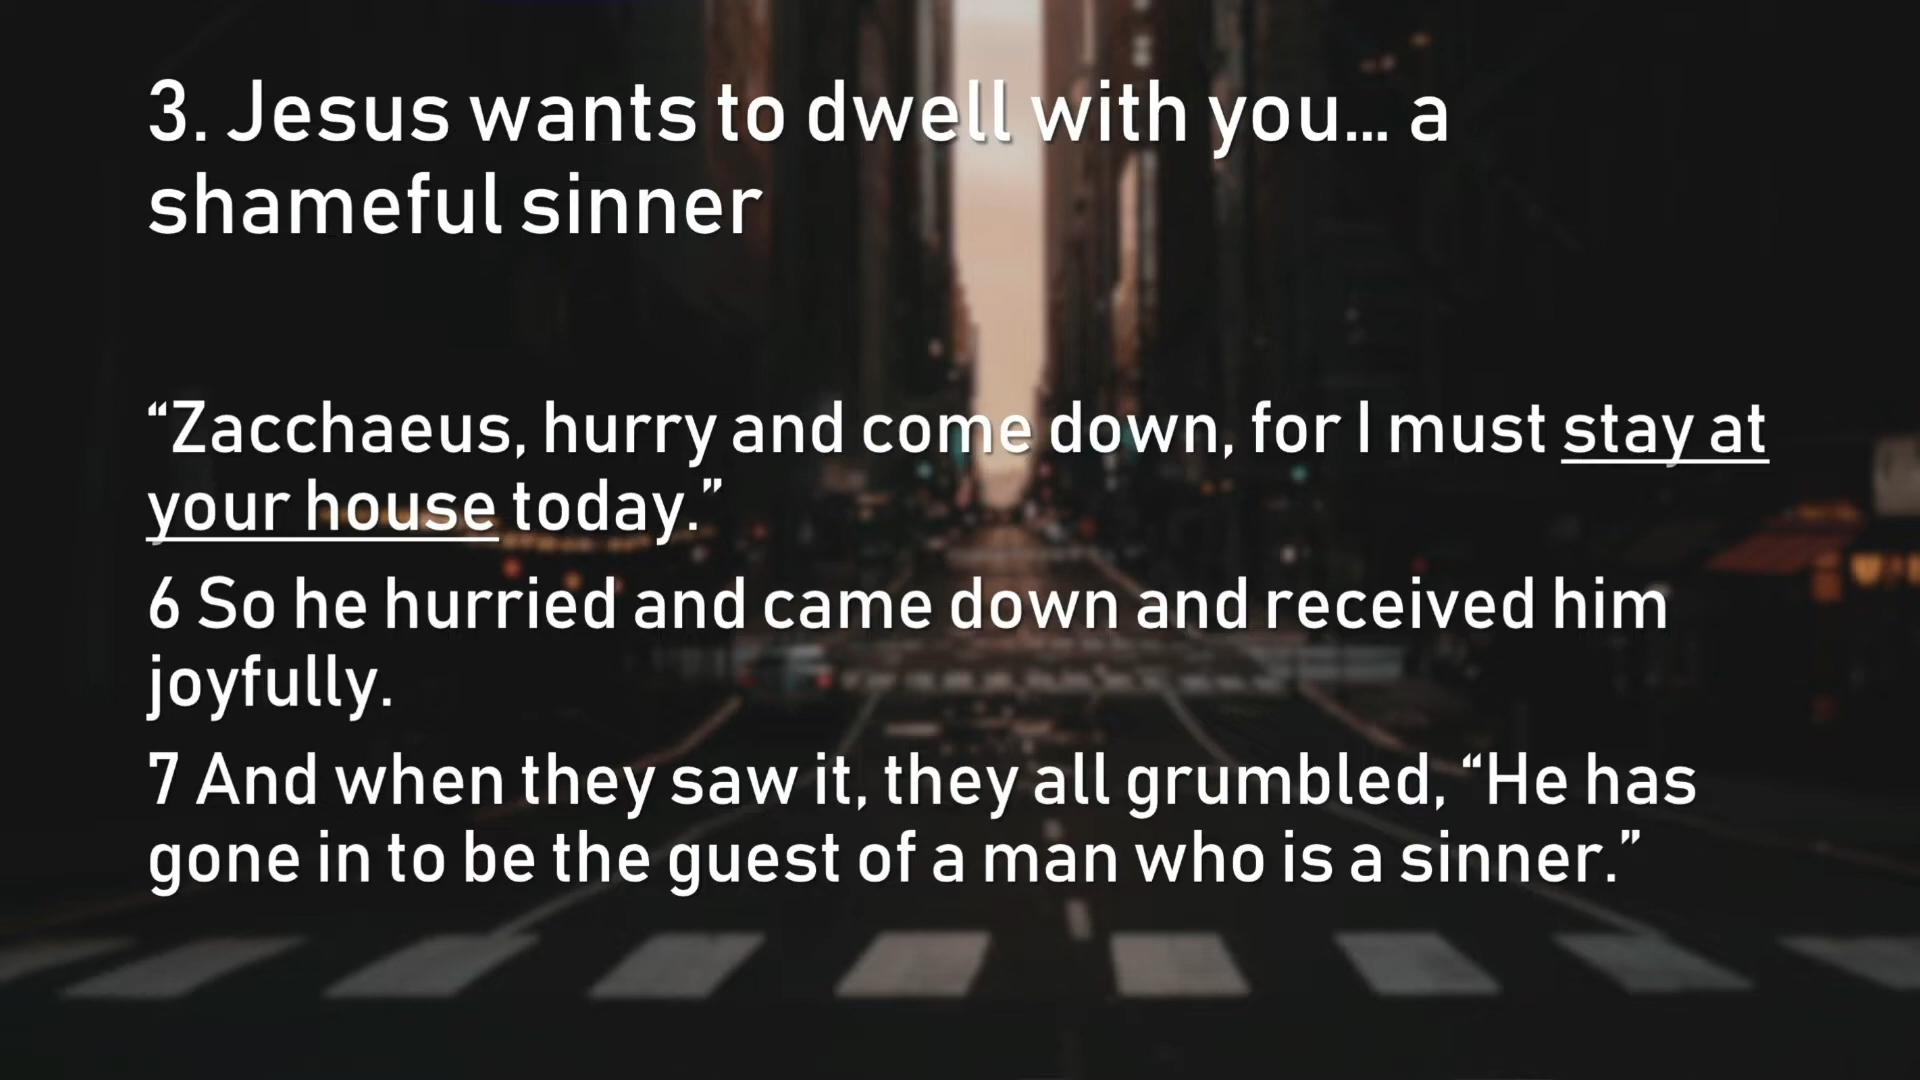 3. Jesus wants to dwell with you... a
shameful sinner
“Zacchaeus, hurry and come down, for I must stay at
your house today.”
6 So he hurried and came down and received him
joyfully.
7 And when they saw it, they all grumbled, “He has
gone in to be the guest of a man who is a sinner.”